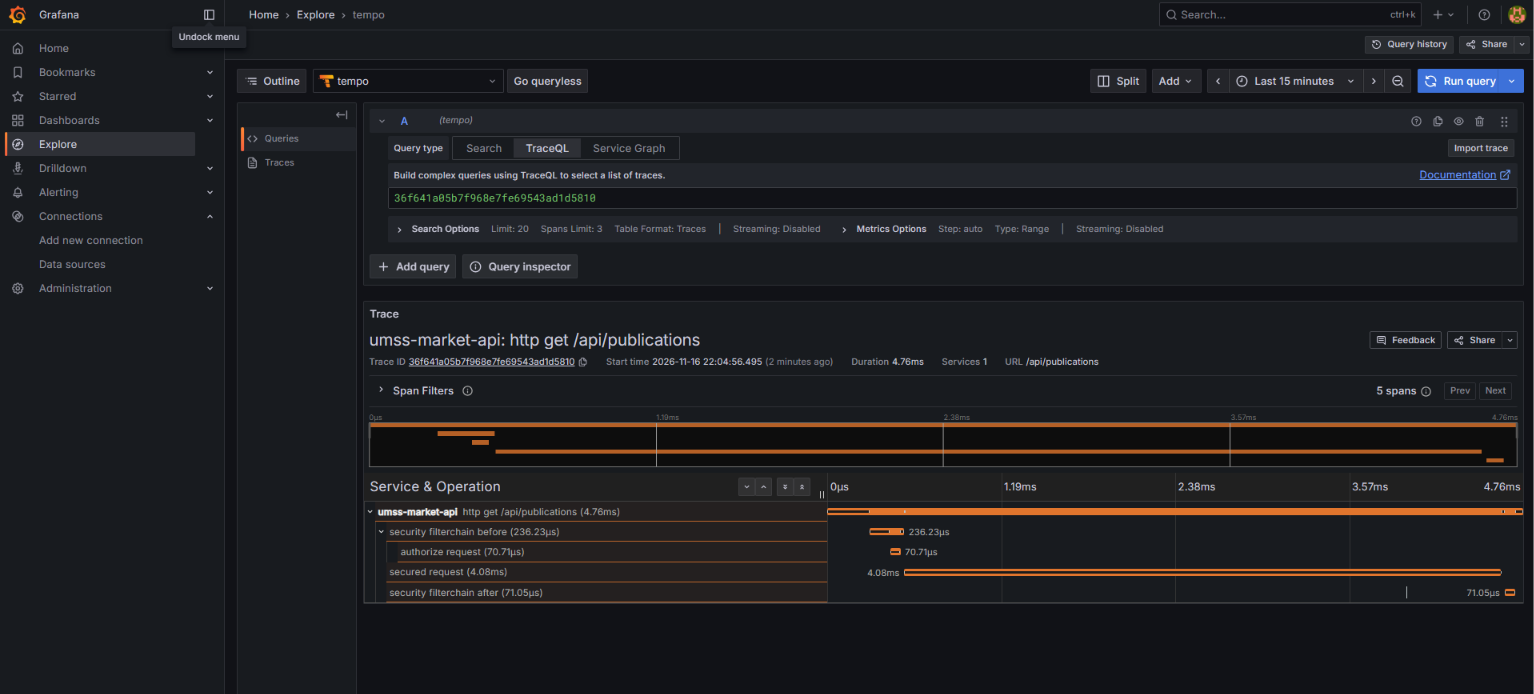 Grafana
Home › Explore › tempo
Search... ctrl+k
Undock menu
Home
Bookmarks
Starred
Dashboards
Explore
Drilldown
Alerting
Connections
Add new connection
Data sources
Administration
Query history
Share
Outline
tempo
Go queryless
Split
Add
Last 15 minutes
Run query
Queries
Traces
A (tempo)
Query type Search TraceQL Service Graph
Import trace
Build complex queries using TraceQL to select a list of traces.
Documentation
36f641a05b7f968e7fe69543ad1d5810
Search Options Limit: 20 Spans Limit: 3 Table Format: Traces | Streaming: Disabled Metrics Options Step: auto Type: Range | Streaming: Disabled
+ Add query
Query inspector
Trace
umss-market-api: http get /api/publications
Feedback
Share
Trace ID 36f641a05b7f968e7fe69543ad1d5810 Start time 2026-11-16 22:04:56.495 (2 minutes ago) Duration 4.76ms Services 1 URL /api/publications
Span Filters
5 spans Prev Next
0µs 1.19ms 2.38ms 3.57ms 4.76ms
Service & Operation 0µs 1.19ms 2.38ms 3.57ms 4.76ms
umss-market-api http get /api/publications (4.76ms)
security filterchain before (236.23µs) 236.23µs
authorize request (70.71µs) 70.71µs
secured request (4.08ms) 4.08ms
security filterchain after (71.05µs) 71.05µs